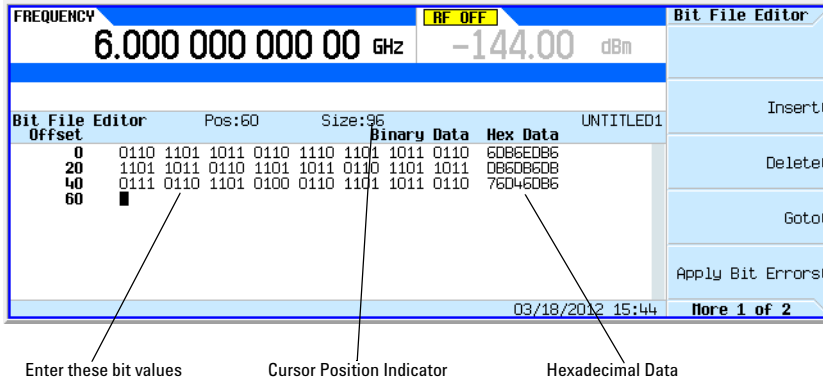 FREQUENCY
6.000 000 000 00 GHz
RF OFF
-144.00 dBm
Bit File Editor
Insert
Bit File Editor Pos:60 Size:96 UNTITLED1
Offset Binary Data Hex Data
0 0110 1101 1011 0110 1110 1101 1011 0110 6DB6EDB6
20 1101 1011 0110 1101 1011 0110 1101 1011 DB6DB6DB
40 0111 0110 1101 0100 0110 1101 1011 0110 76D46DB6
60
Delete
Goto
Apply Bit Errors
03/18/2012 15:44
More 1 of 2
Enter these bit values
Cursor Position Indicator
Hexadecimal Data